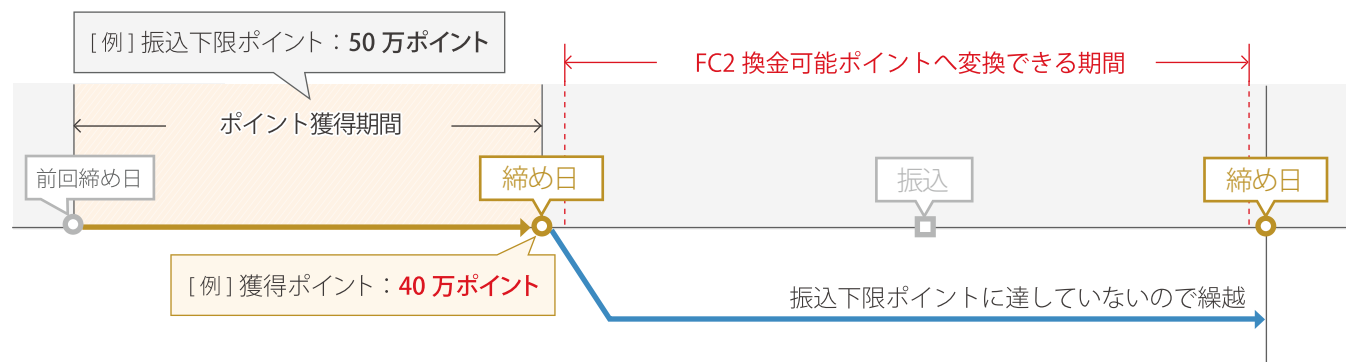 [ 例 ] 振込下限ポイント：50 万ポイント
FC2 換金可能ポイントへ変換できる期間
ポイント獲得期間
前回締め日
締め日
振込
締め日
[ 例 ] 獲得ポイント：40 万ポイント
振込下限ポイントに達していないので繰越